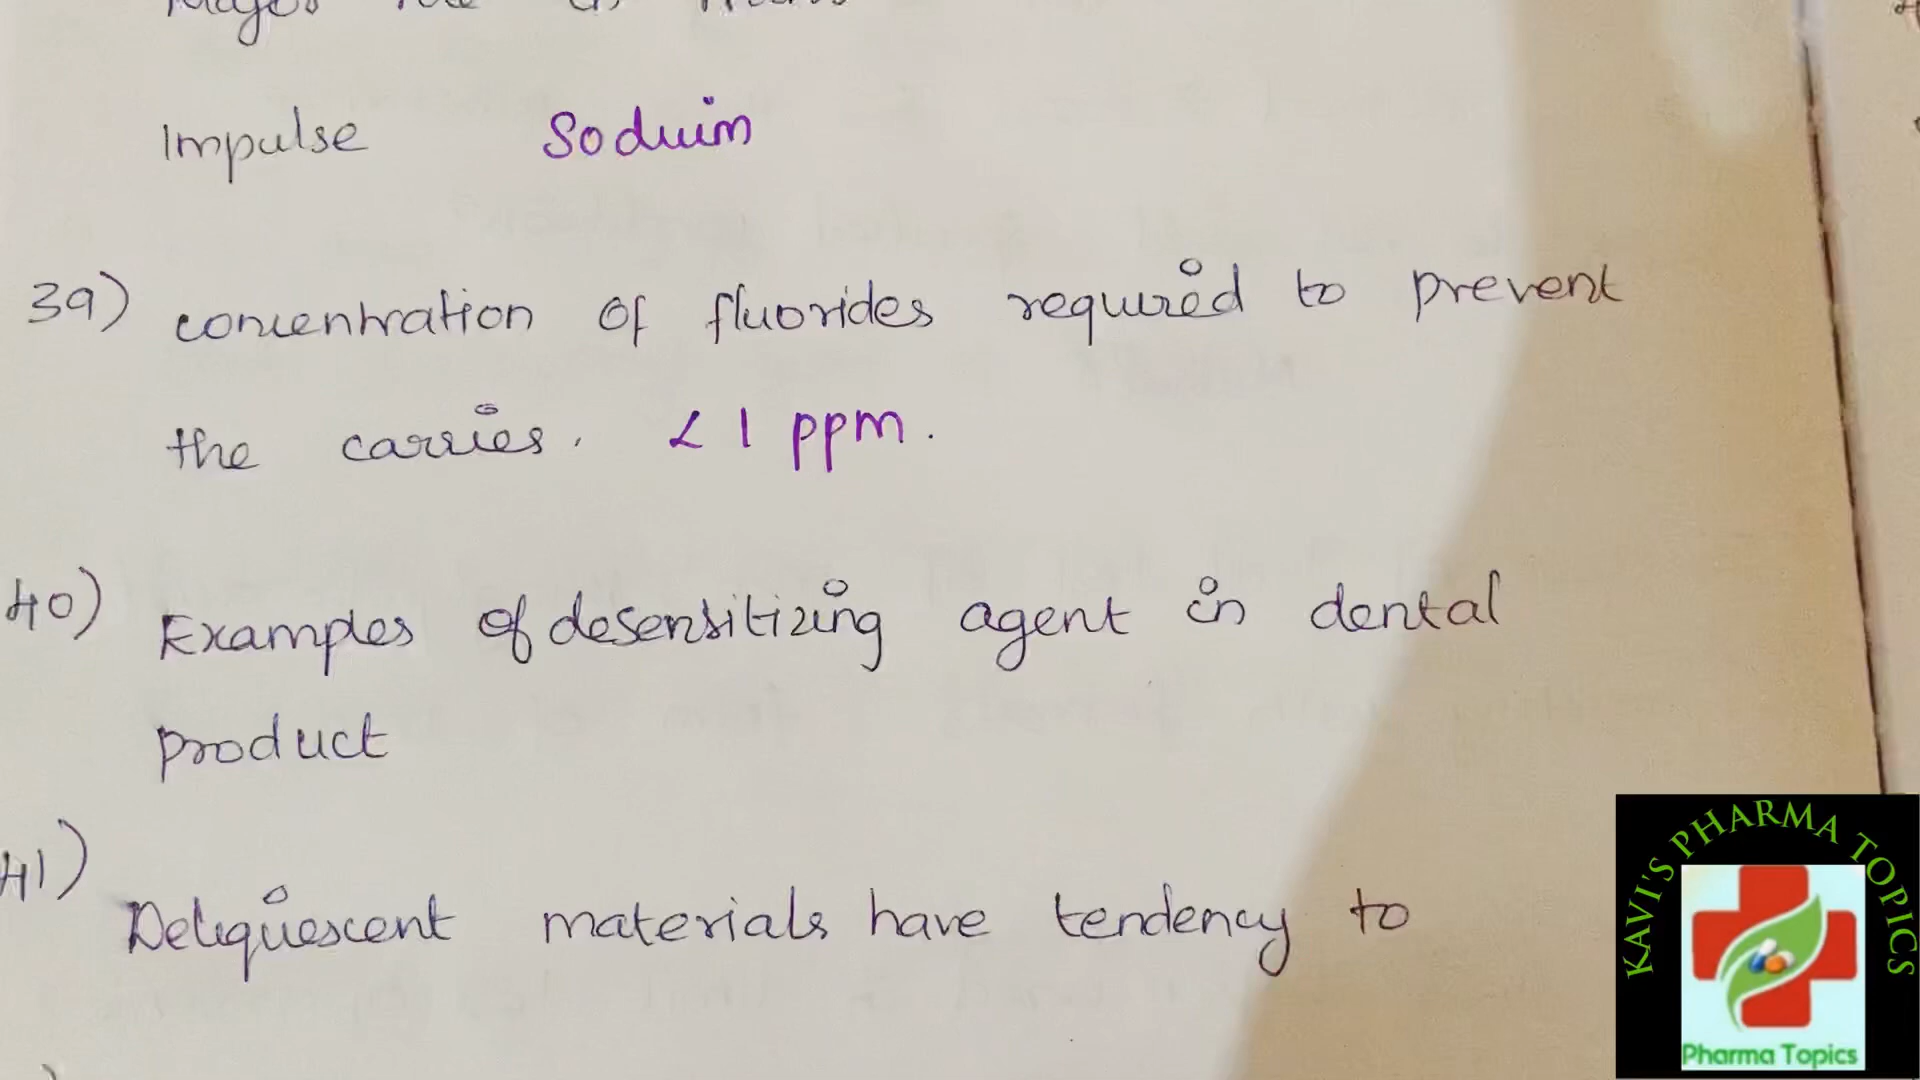 Impulse Soduim
39) concentration of fluorides required to prevent
the carries. < 1 ppm.
40) Examples of desensitizing agent in dental
product
41) Deliquescent materials have tendency to
KAVI'S PHARMA TOPICS
Pharma Topics